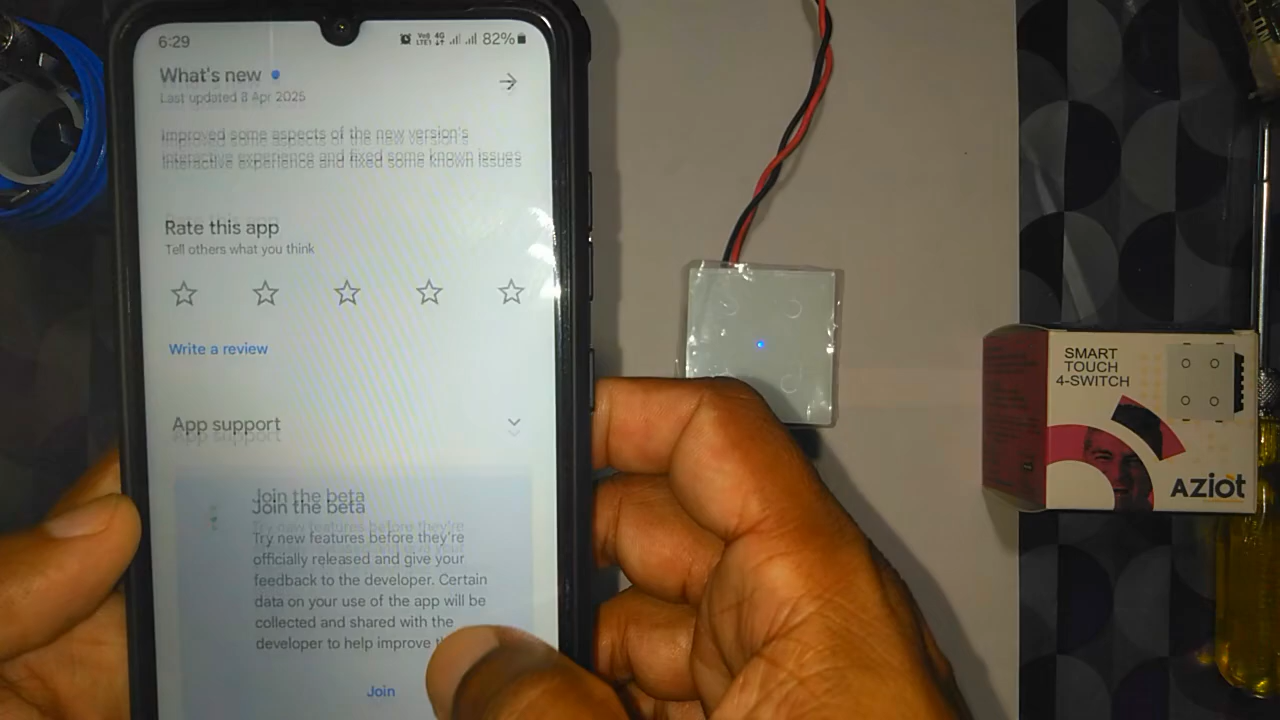 6:29
VoD 4G
LTE1
82%
What's new
Last updated 8 Apr 2025
Improved some aspects of the new version's
interactive experience and fixed some known issues
Rate this app
Tell others what you think
Write a review
App support
Join the beta
Try new features before they're
officially released and give your
feedback to the developer. Certain
data on your use of the app will be
collected and shared with the
developer to help improve
Join
SMART
TOUCH
4-SWITCH
AZIOT